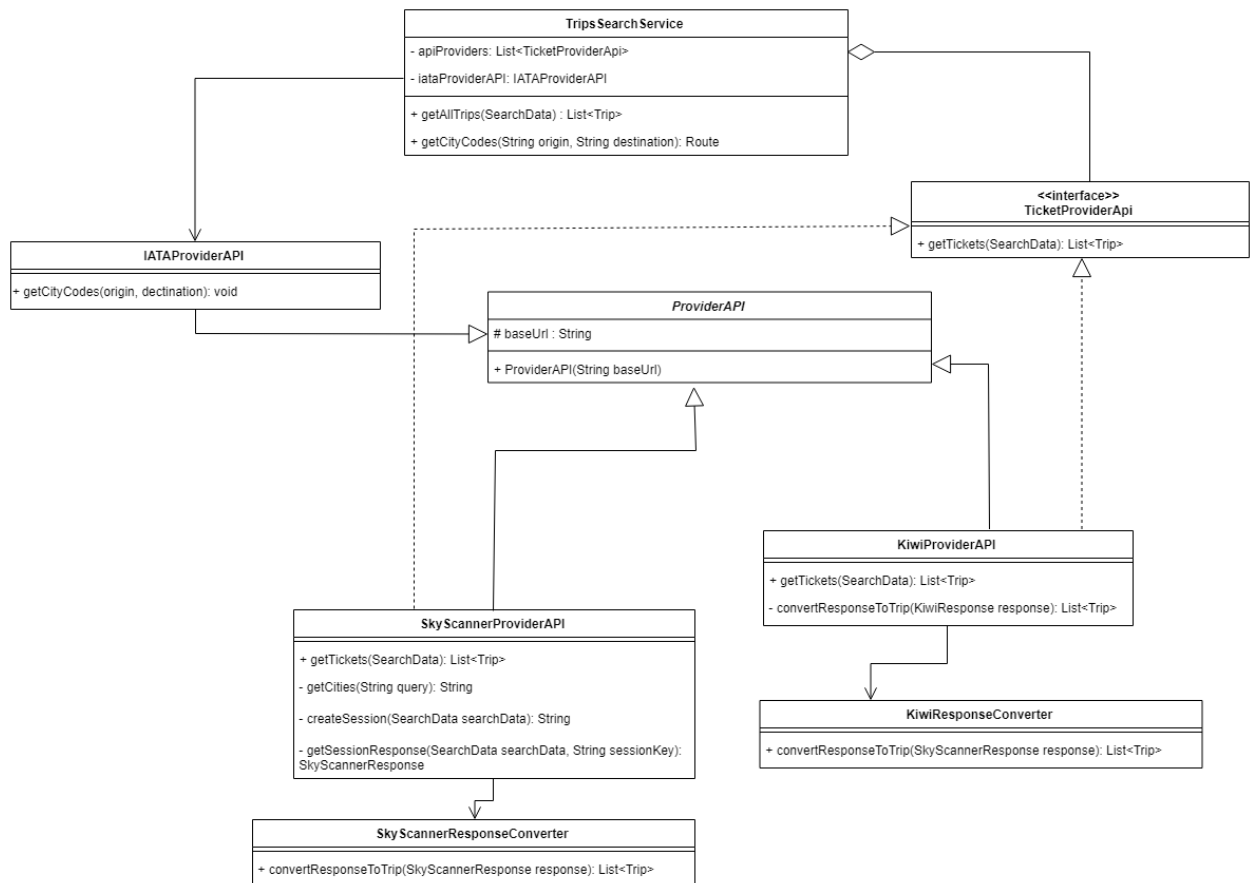 TripsSearchService
- apiProviders: List<TicketProviderApi>
- iataProviderAPI: IATAProviderAPI
+ getAllTrips(SearchData) : List<Trip>
+ getCityCodes(String origin, String destination): Route
<<interface>>
TicketProviderApi
+ getTickets(SearchData): List<Trip>
IATAProviderAPI
+ getCityCodes(origin, dectination): void
ProviderAPI
# baseUrl : String
+ ProviderAPI(String baseUrl)
KiwiProviderAPI
+ getTickets(SearchData): List<Trip>
- convertResponseToTrip(KiwiResponse response): List<Trip>
SkyScannerProviderAPI
+ getTickets(SearchData): List<Trip>
- getCities(String query): String
- createSession(SearchData searchData): String
- getSessionResponse(SearchData searchData, String sessionKey):
SkyScannerResponse
KiwiResponseConverter
+ convertResponseToTrip(SkyScannerResponse response): List<Trip>
SkyScannerResponseConverter
+ convertResponseToTrip(SkyScannerResponse response): List<Trip>